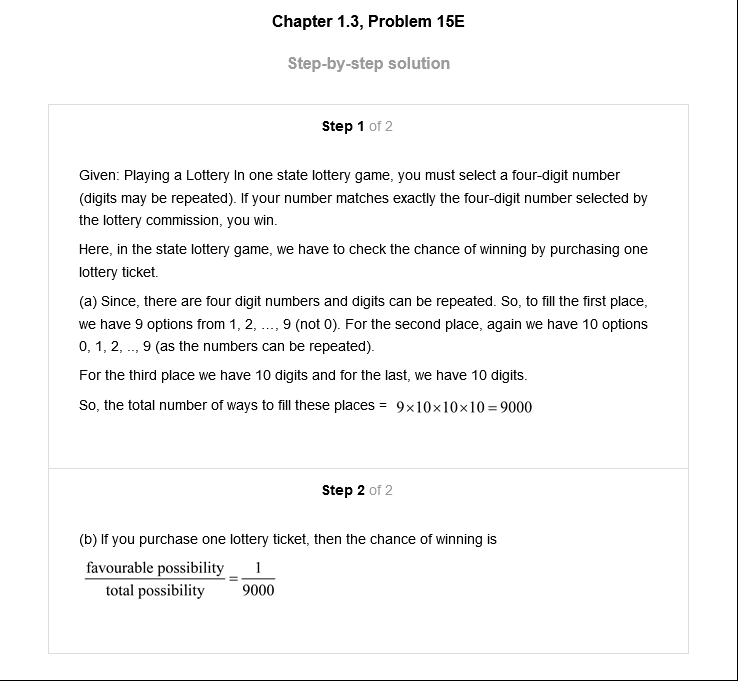 Chapter 1.3, Problem 15E
Step-by-step solution
Step 1 of 2
Given: Playing a Lottery In one state lottery game, you must select a four-digit number
(digits may be repeated). If your number matches exactly the four-digit number selected by
the lottery commission, you win.
Here, in the state lottery game, we have to check the chance of winning by purchasing one
lottery ticket.
(a) Since, there are four digit numbers and digits can be repeated. So, to fill the first place,
we have 9 options from 1, 2, …, 9 (not 0). For the second place, again we have 10 options
0, 1, 2, .., 9 (as the numbers can be repeated).
For the third place we have 10 digits and for the last, we have 10 digits.
So, the total number of ways to fill these places = 9×10×10×10=9000
Step 2 of 2
(b) If you purchase one lottery ticket, then the chance of winning is
favourable possibility = 1
total possibility 9000